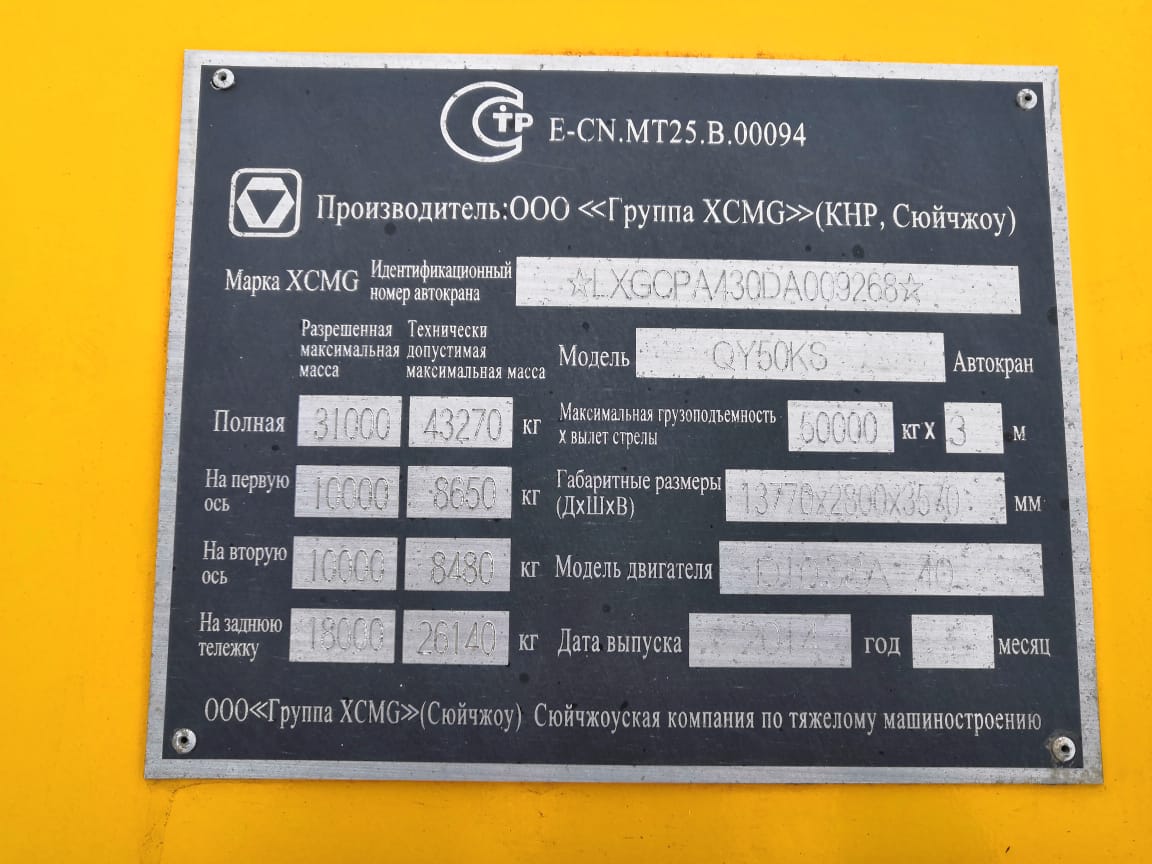 СТР E-CN.MT25.B.00094
Производитель:ООО <<Группа XCMG>>(КНР, Сюйчжоу)
Марка XCMG Идентификационный номер автокрана ☆LXGCPA430DA009268☆
Разрешенная максимальная масса Технически допустимая максимальная масса
Модель QY50KS Автокран
Полная 31000 43270 кг
Максимальная грузоподъемность х вылет стрелы 50000 кг X 3 м
На первую ось 10000 8650 кг
Габаритные размеры (ДхШхВ) 13770x2800x3570 мм
На вторую ось 10000 8480 кг
Модель двигателя
На заднюю тележку 18000 26140 кг
Дата выпуска 2014 год месяц
ООО<<Группа XCMG>>(Сюйчжоу) Сюйчжоуская компания по тяжелому машиностроению